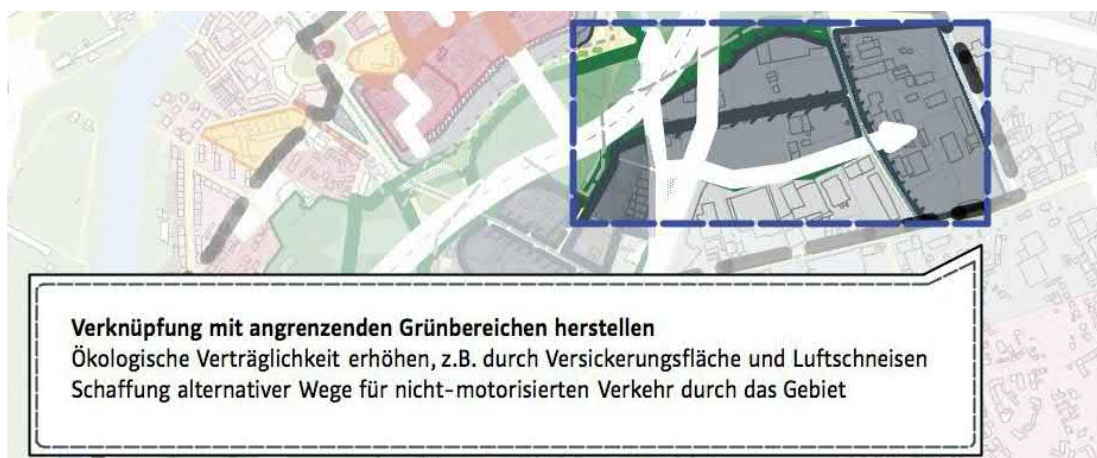 Verknüpfung mit angrenzenden Grünbereichen herstellen
Ökologische Verträglichkeit erhöhen, z.B. durch Versickerungsfläche und Luftschneisen
Schaffung alternativer Wege für nicht-motorisierten Verkehr durch das Gebiet